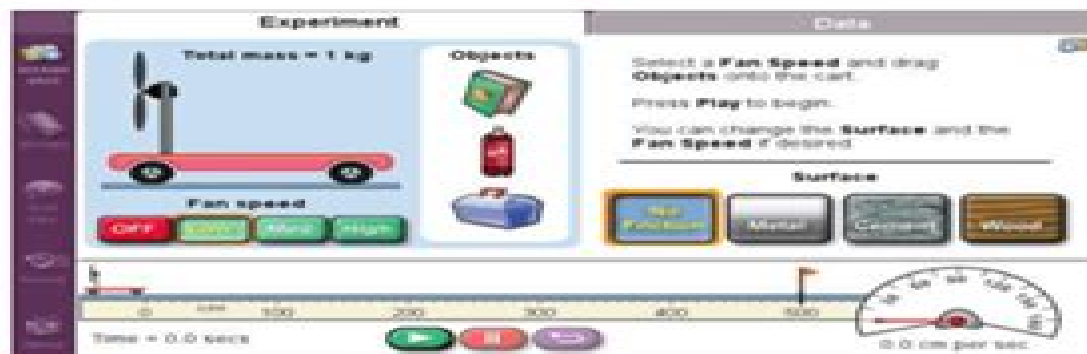 Experiment
Data
Total mass = 1 kg
Objects
Select a Fan Speed and drag
Objects onto the cart.
Press Play to begin.
You can change the Surface and the
Fan Speed if desired.
Surface
Fan speed
OFF
Low
Med
High
No
Friction
Metal
Cement
Wood
0
100
200
300
400
500
Time = 0.0 secs
0.0 cm per sec